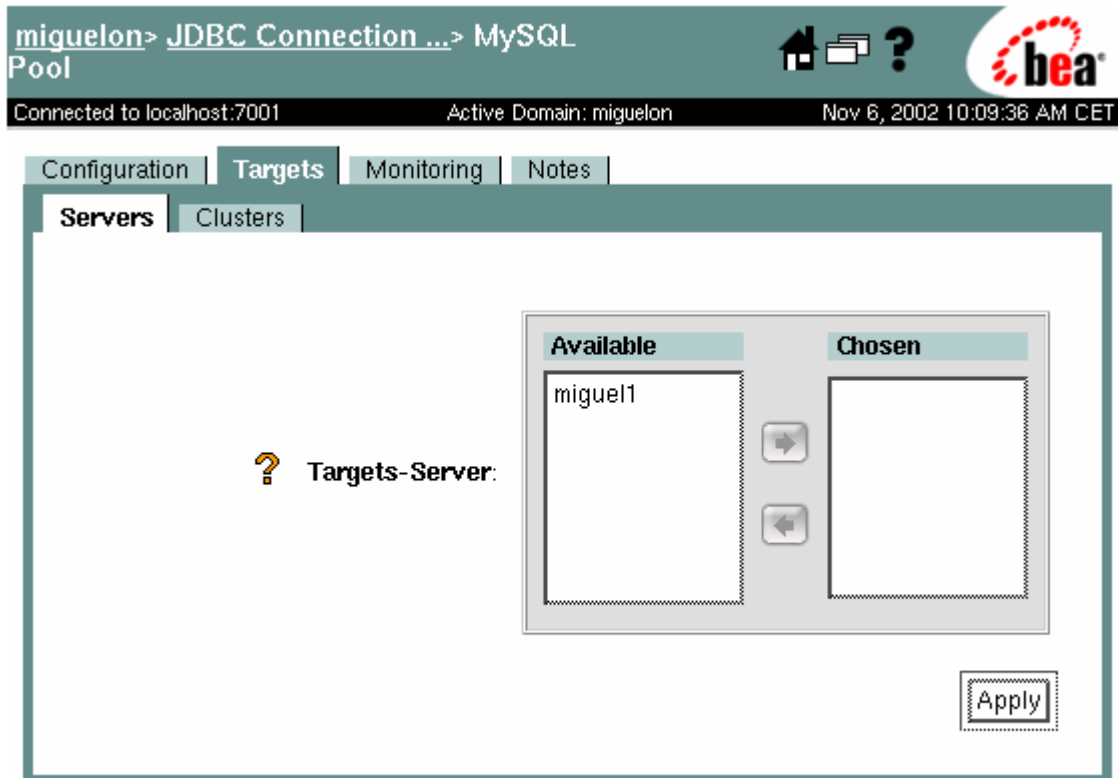 miguelon> JDBC Connection ...> MySQL
Pool
? bea
Connected to localhost:7001 Active Domain: miguelon Nov 6, 2002 10:09:36 AM CET
Configuration Targets Monitoring Notes
Servers Clusters
Available Chosen
miguel1
? Targets-Server:
Apply